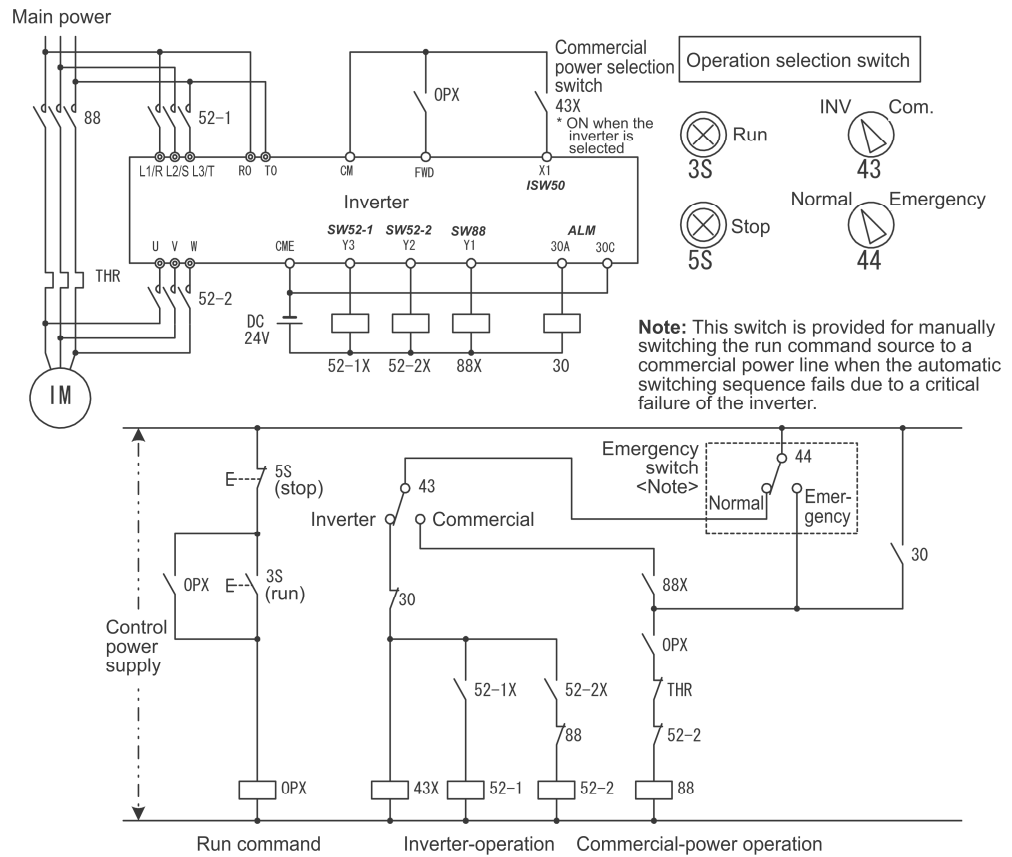 Main power
88
52-1
OPX
Commercial
power selection
switch
43X
* ON when the
inverter is
selected
Operation selection switch
Run
3S
INV
Com.
43
Stop
5S
Normal
Emergency
44
L1/R L2/S L3/T
R0
T0
CM
FWD
X1
ISW50
Inverter
U
V
W
CME
SW52-1
Y3
SW52-2
Y2
SW88
Y1
ALM
30A
30C
THR
52-2
DC
24V
52-1X
52-2X
88X
30
IM
Note: This switch is provided for manually
switching the run command source to a
commercial power line when the automatic
switching sequence fails due to a critical
failure of the inverter.
Emergency
switch
<Note>
44
Normal
Emer-
gency
5S
(stop)
43
Inverter
Commercial
30
OPX
3S
(run)
30
88X
Control
power
supply
OPX
52-1X
52-2X
THR
88
52-2
OPX
43X
52-1
52-2
88
Run command
Inverter-operation
Commercial-power operation